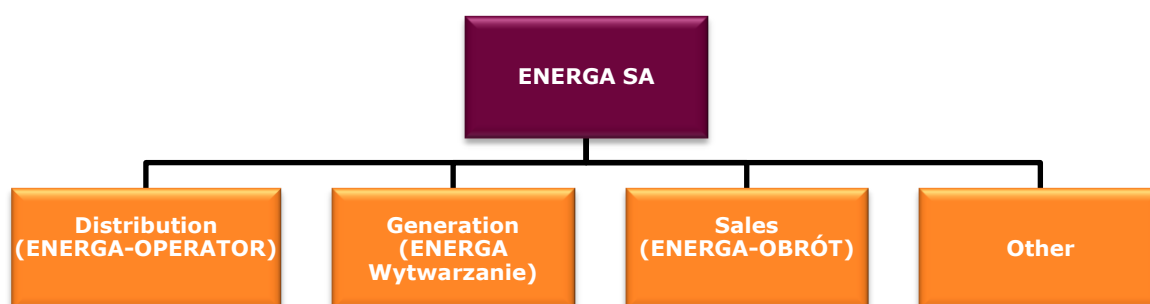 ENERGA SA
Distribution
(ENERGA-OPERATOR)
Generation
(ENERGA
Wytwarzanie)
Sales
(ENERGA-OBRÓT)
Other